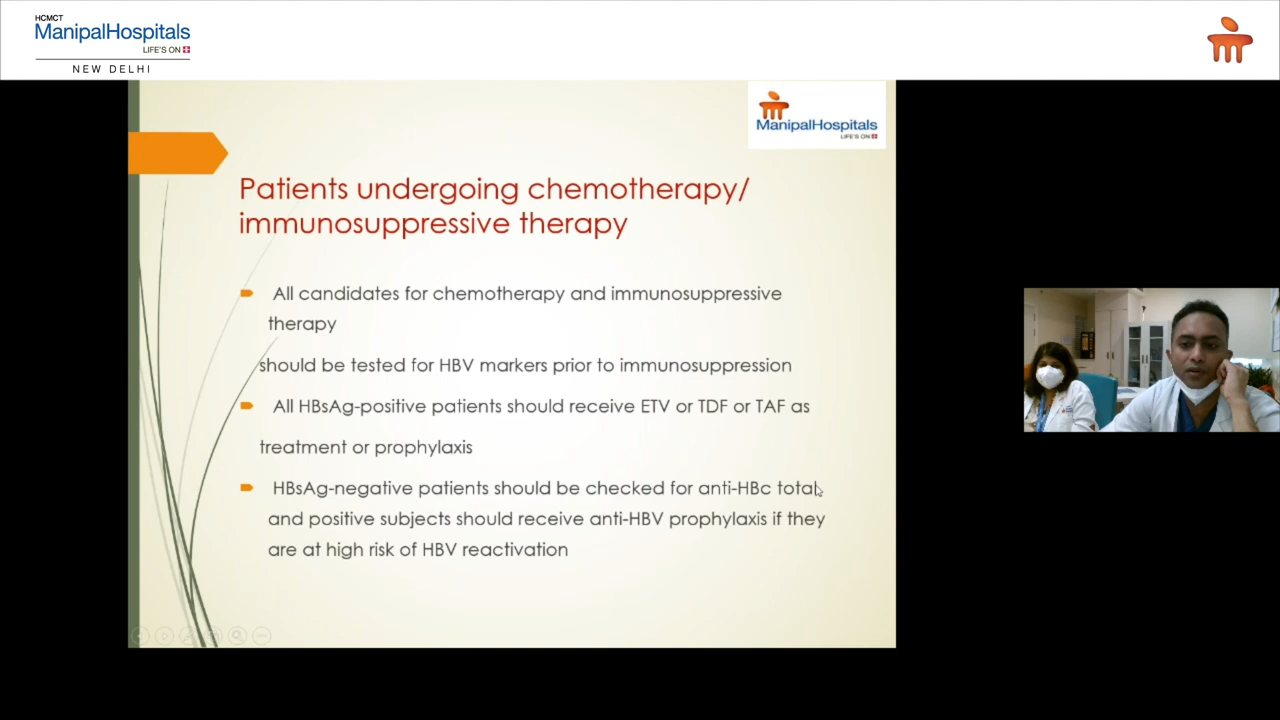 HCMCT
ManipalHospitals
LIFE'S ON
NEW DELHI
ManipalHospitals
LIFE'S ON
Patients undergoing chemotherapy/
immunosuppressive therapy
All candidates for chemotherapy and immunosuppressive
therapy
should be tested for HBV markers prior to immunosuppression
All HBsAg-positive patients should receive ETV or TDF or TAF as
treatment or prophylaxis
HBsAg-negative patients should be checked for anti-HBc total,
and positive subjects should receive anti-HBV prophylaxis if they
are at high risk of HBV reactivation